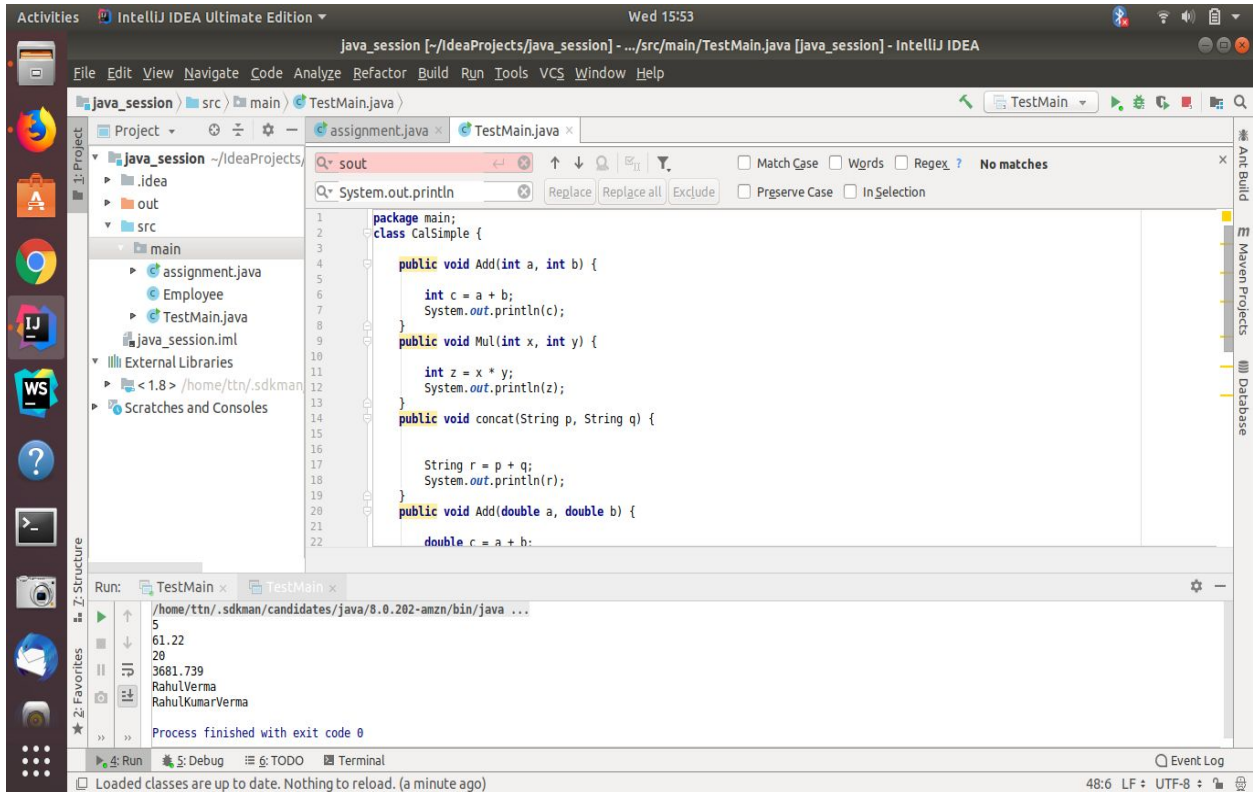 Activities IntelliJ IDEA Ultimate Edition Wed 15:53
java_session [~/IdeaProjects/java_session] - .../src/main/TestMain.java [java_session] - IntelliJ IDEA
File Edit View Navigate Code Analyze Refactor Build Run Tools VCS Window Help
java_session src main TestMain.java TestMain
1: Project
Project
assignment.java TestMain.java
java_session ~/IdeaProjects/
.idea
out
src
main
assignment.java
Employee
TestMain.java
java_session.iml
External Libraries
< 1.8 > /home/ttn/.sdkman
Scratches and Consoles
sout Match Case Words Regex ? No matches
System.out.println Replace Replace all Exclude Preserve Case In Selection
1 package main;
2 class CalSimple {
3
4 public void Add(int a, int b) {
5
6 int c = a + b;
7 System.out.println(c);
8 }
9 public void Mul(int x, int y) {
10
11 int z = x * y;
12 System.out.println(z);
13 }
14 public void concat(String p, String q) {
15
16
17 String r = p + q;
18 System.out.println(r);
19 }
20 public void Add(double a, double b) {
21
22 double c = a + b;
Ant Build
m Maven Projects
Database
IJ
WS
7: Structure
2: Favorites
Run: TestMain TestMain
/home/ttn/.sdkman/candidates/java/8.0.202-amzn/bin/java ...
5
61.22
20
3681.739
RahulVerma
RahulKumarVerma
Process finished with exit code 0
4: Run 5: Debug 6: TODO Terminal Event Log
Loaded classes are up to date. Nothing to reload. (a minute ago) 48:6 LF UTF-8